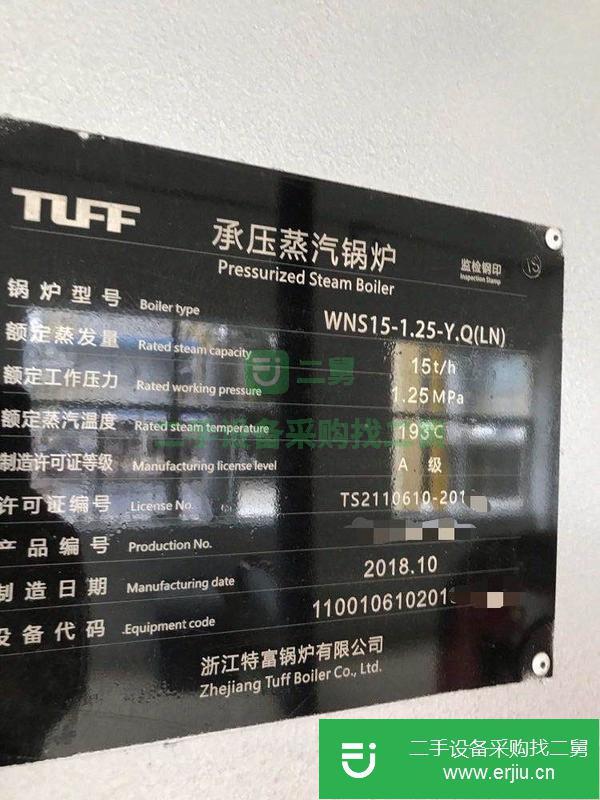 TUFF
承压蒸汽锅炉
Pressurized Steam Boiler
监检钢印
Inspection Stamp
锅炉型号 Boiler type WNS15-1.25-Y.Q(LN)
额定蒸发量 Rated steam capacity 15t/h
额定工作压力 Rated working pressure 1.25MPa
额定蒸汽温度 Rated steam temperature 193℃
制造许可证等级 Manufacturing license level A 级
许可证编号 License No. TS2110610-201
产品编号 Production No.
制造日期 Manufacturing date 2018.10
设备代码 Equipment code 110010610201
浙江特富锅炉有限公司
Zhejiang Tuff Boiler Co., Ltd.
二舅
二手设备采购找二舅
二手设备采购找二舅
www.erjiu.cn